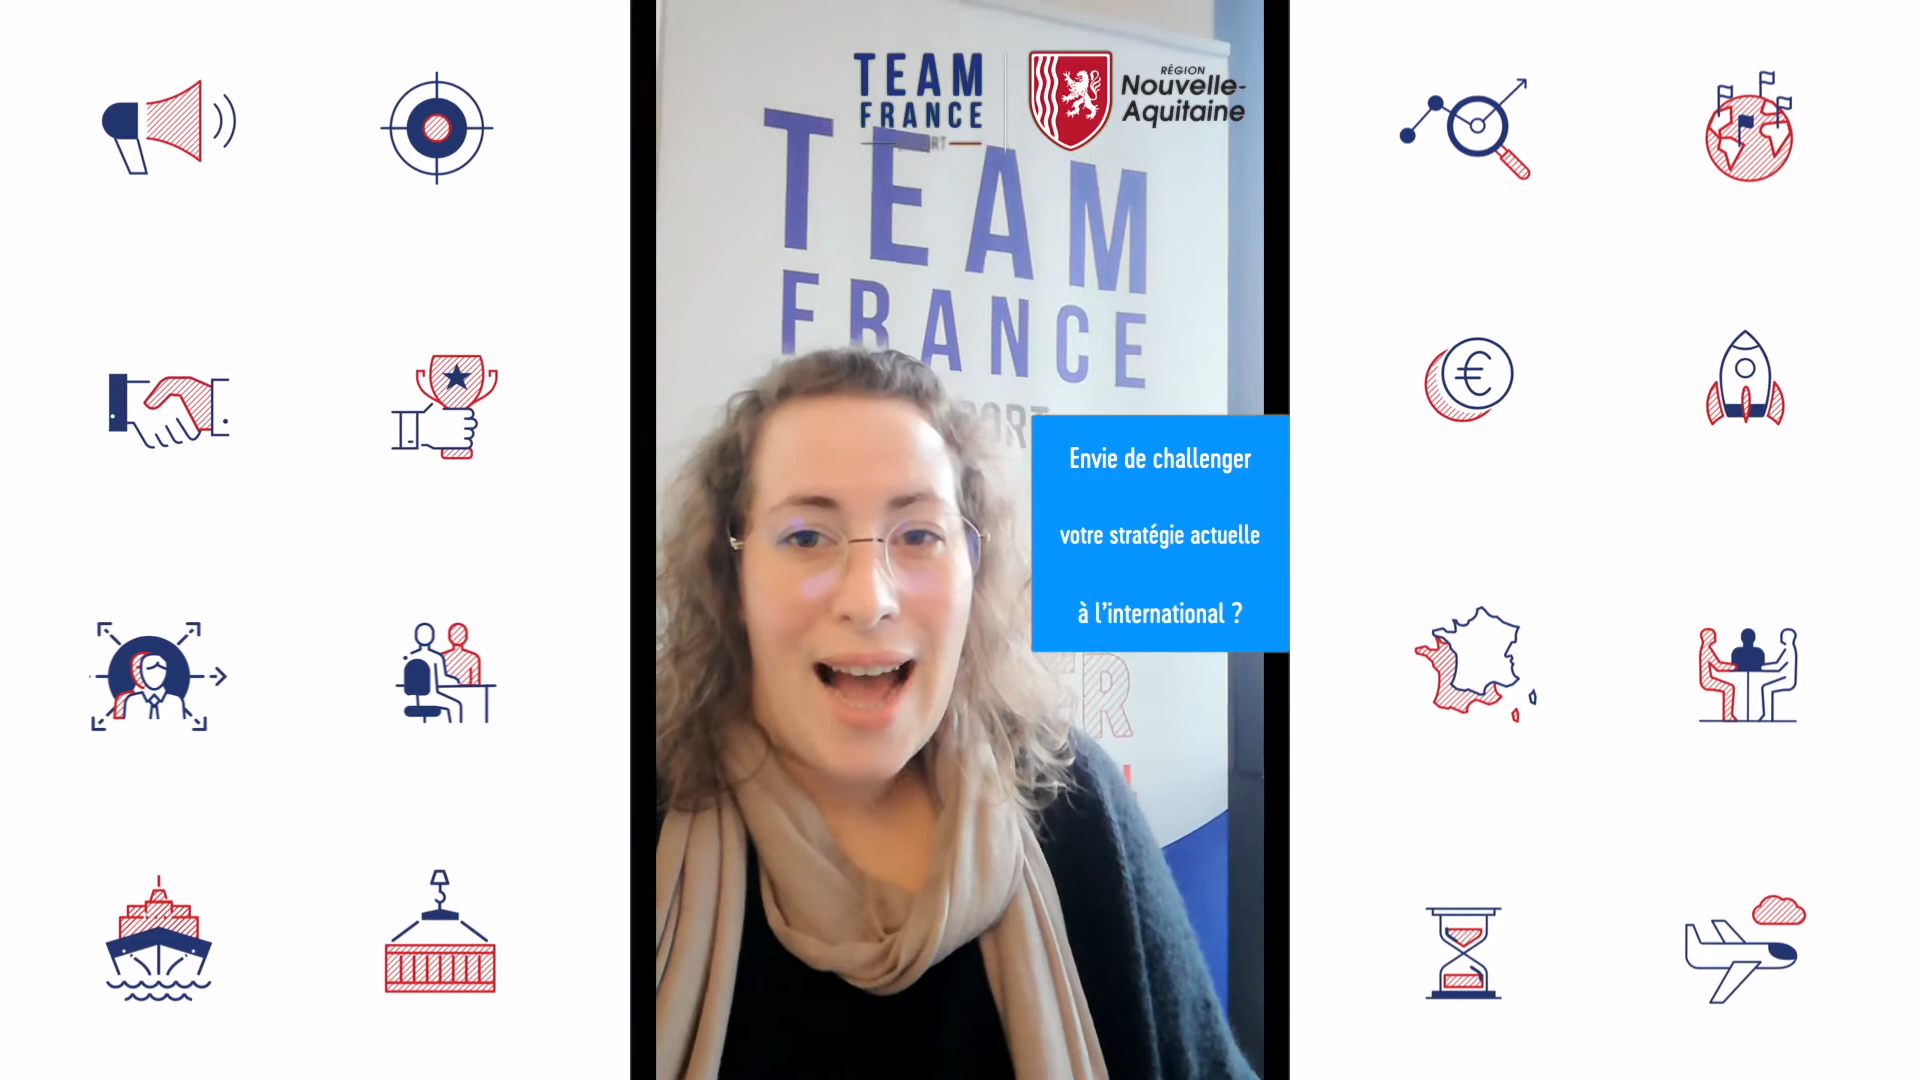 TEAM
FRANCE
RÉGION
Nouvelle-
Aquitaine
TEAM
FRANCE
Envie de challenger
votre stratégie actuelle
à l'international ?